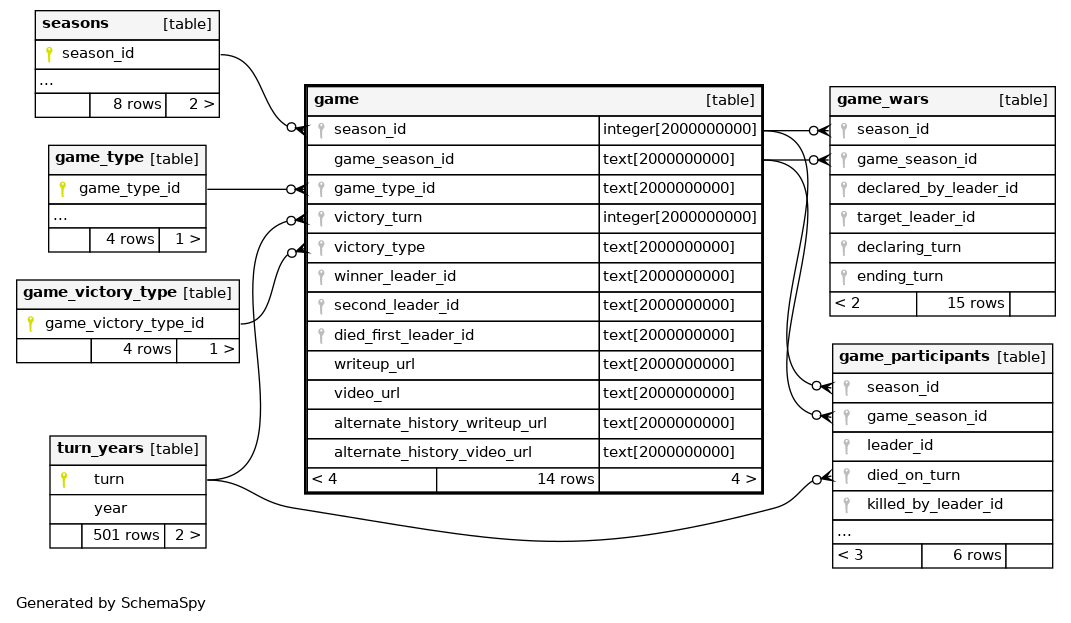 seasons [table]
season_id
...
8 rows 2 >
game_type [table]
game_type_id
...
4 rows 1 >
game_victory_type [table]
game_victory_type_id
4 rows 1 >
turn_years [table]
turn
year
501 rows 2 >
game [table]
season_id integer[2000000000]
game_season_id text[2000000000]
game_type_id text[2000000000]
victory_turn integer[2000000000]
victory_type text[2000000000]
winner_leader_id text[2000000000]
second_leader_id text[2000000000]
died_first_leader_id text[2000000000]
writeup_url text[2000000000]
video_url text[2000000000]
alternate_history_writeup_url text[2000000000]
alternate_history_video_url text[2000000000]
< 4 14 rows 4 >
game_wars [table]
season_id
game_season_id
declared_by_leader_id
target_leader_id
declaring_turn
ending_turn
< 2 15 rows
game_participants [table]
season_id
game_season_id
leader_id
died_on_turn
killed_by_leader_id
...
< 3 6 rows
Generated by SchemaSpy